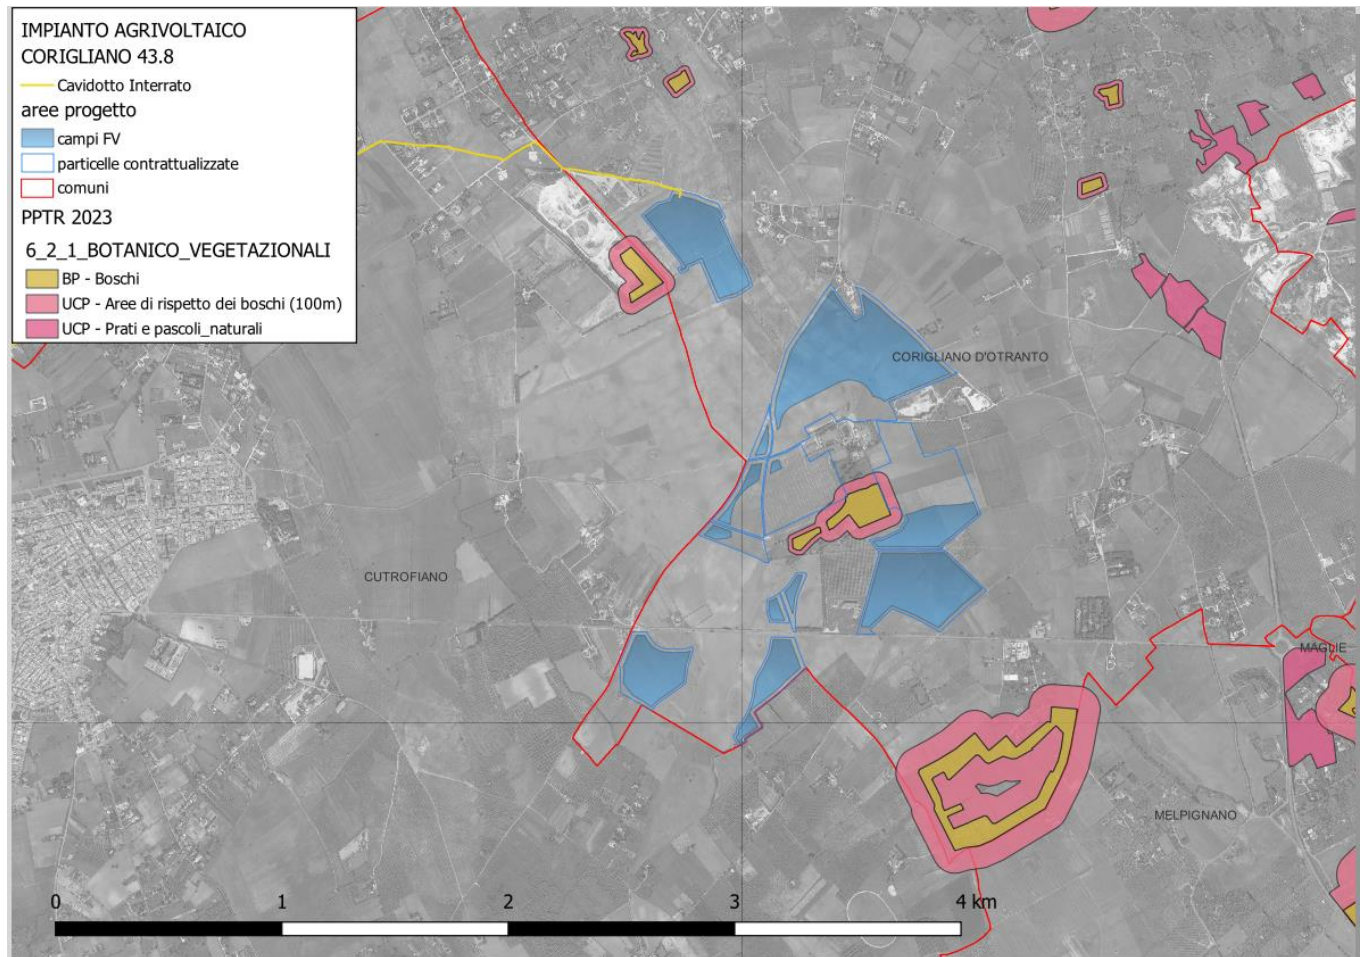 IMPIANTO AGRIVOLTAICO
CORIGLIANO 43.8
Cavidotto Interrato
aree progetto
campi FV
particelle contrattualizzate
comuni
PPTR 2023
6_2_1_BOTANICO_VEGETAZIONALI
BP - Boschi
UCP - Aree di rispetto dei boschi (100m)
UCP - Prati e pascoli_naturali
CORIGLIANO D'OTRANTO
CUTROFIANO
MAGLIE
MELPIGNANO
0 1 2 3 4 km